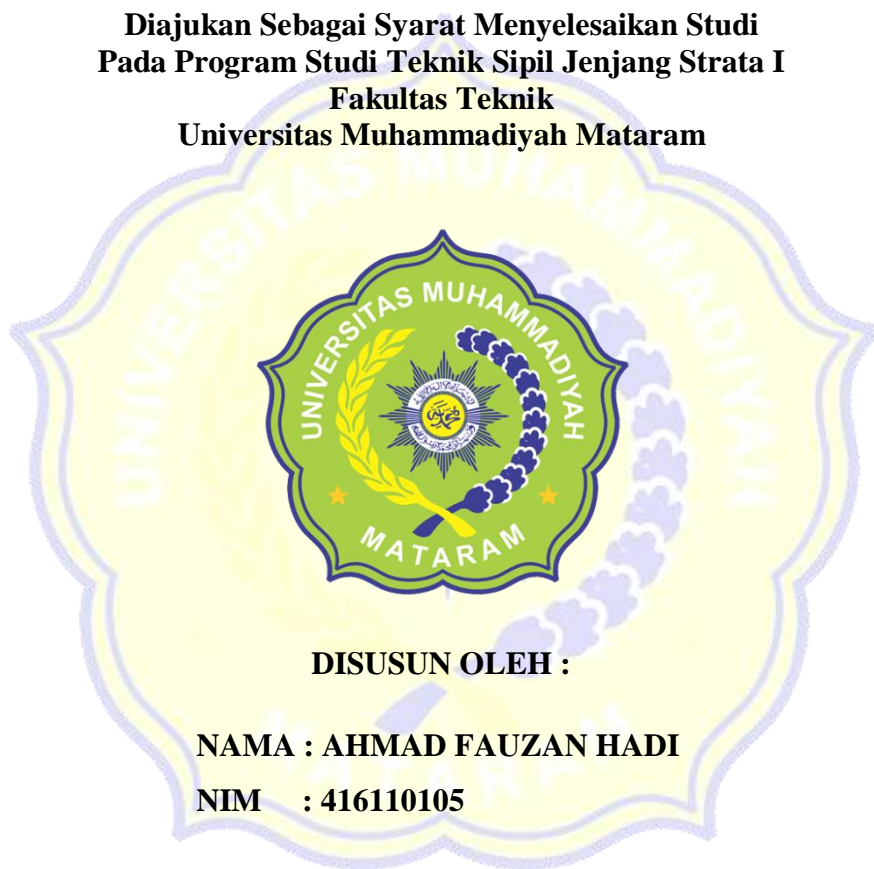 Diajukan Sebagai Syarat Menyelesaikan Studi
Pada Program Studi Teknik Sipil Jenjang Strata I
Fakultas Teknik
Universitas Muhammadiyah Mataram
UNIVERSITAS MUHAMMADIYAH
MATARAM
DISUSUN OLEH :
NAMA : AHMAD FAUZAN HADI
NIM : 416110105